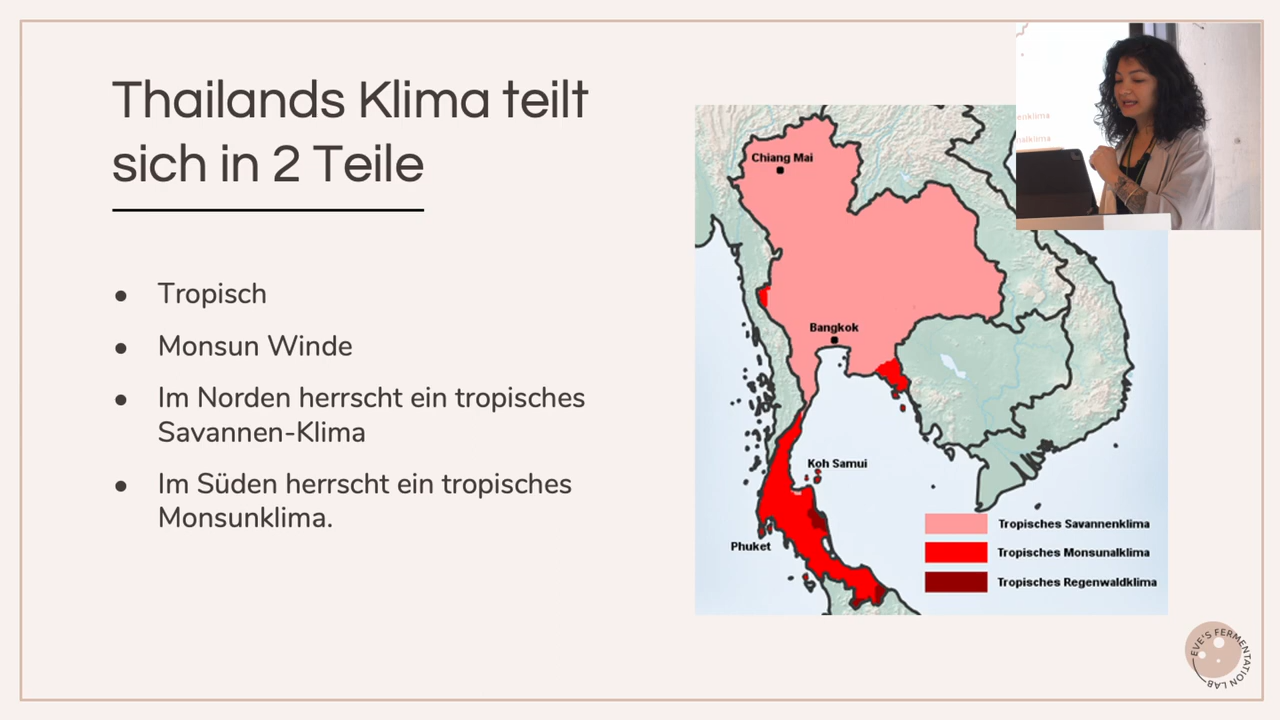 Thailands Klima teilt
sich in 2 Teile
● Tropisch
● Monsun Winde
● Im Norden herrscht ein tropisches
Savannen-Klima
● Im Süden herrscht ein tropisches
Monsunklima.
Chiang Mai
Bangkok
Koh Samui
Phuket
Tropisches Savannenklima
Tropisches Monsunalklima
Tropisches Regenwaldklima
enklima
nalklima
EVE'S FERMENTATION LAB